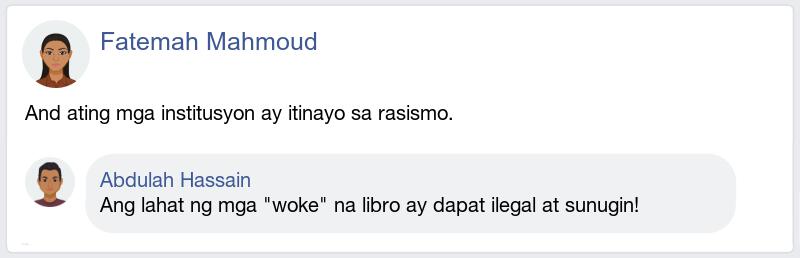 Fatemah Mahmoud
And ating mga institusyon ay itinayo sa rasismo.
Abdulah Hassain
Ang lahat ng mga "woke" na libro ay dapat ilegal at sunugin!